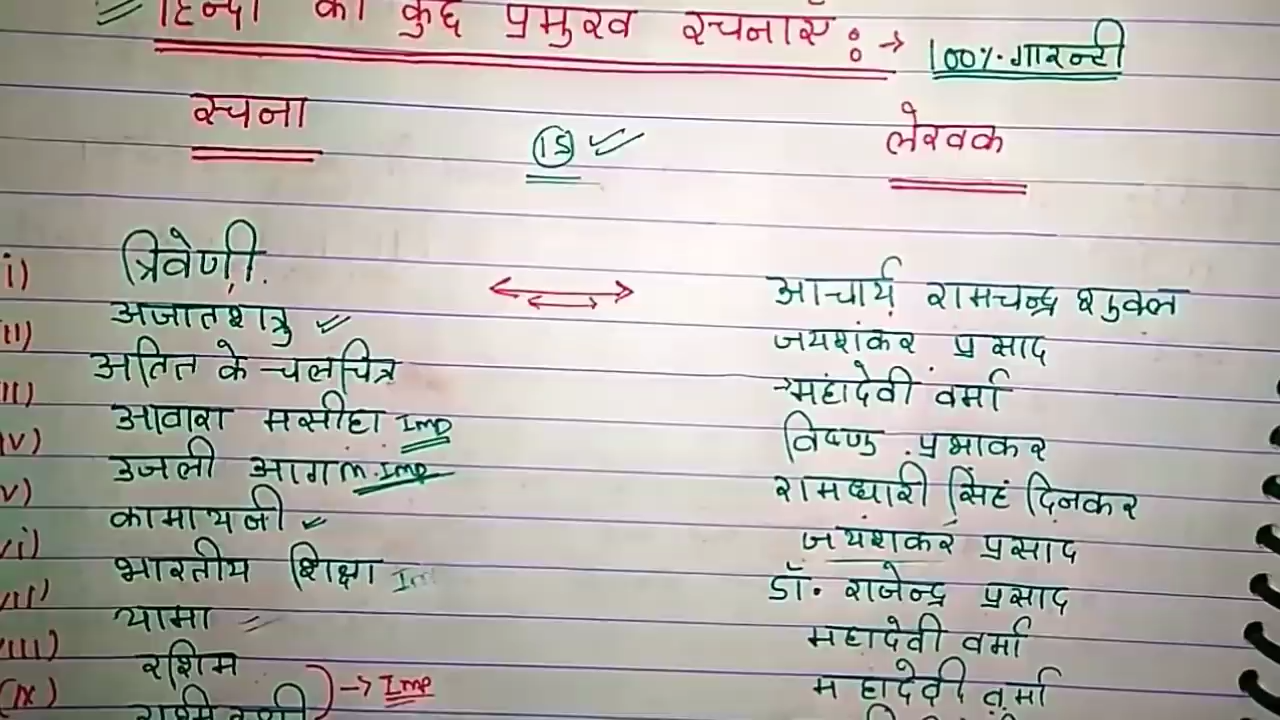 हिन्दी की कुछ प्रमुख रचनाएँ :→ 100%. गारन्टी
रचना 15 लेखक
i) त्रिवेणी ↔ आचार्य रामचन्द्र शुक्ल
ii) अजातशत्रु जयशंकर प्रसाद
iii) अतित के चलचित्र →महादेवी वर्मा
iv) आवारा मसीहा Imp विष्णु प्रभाकर
v) उजली आग m.Imp रामधारी सिंह दिनकर
vi) कामायनी जयशंकर प्रसाद
vii) भारतीय शिक्षा Im डॉ. राजेन्द्र प्रसाद
viii) यामा महादेवी वर्मा
(ix) रश्मि → Imp महादेवी वर्मा